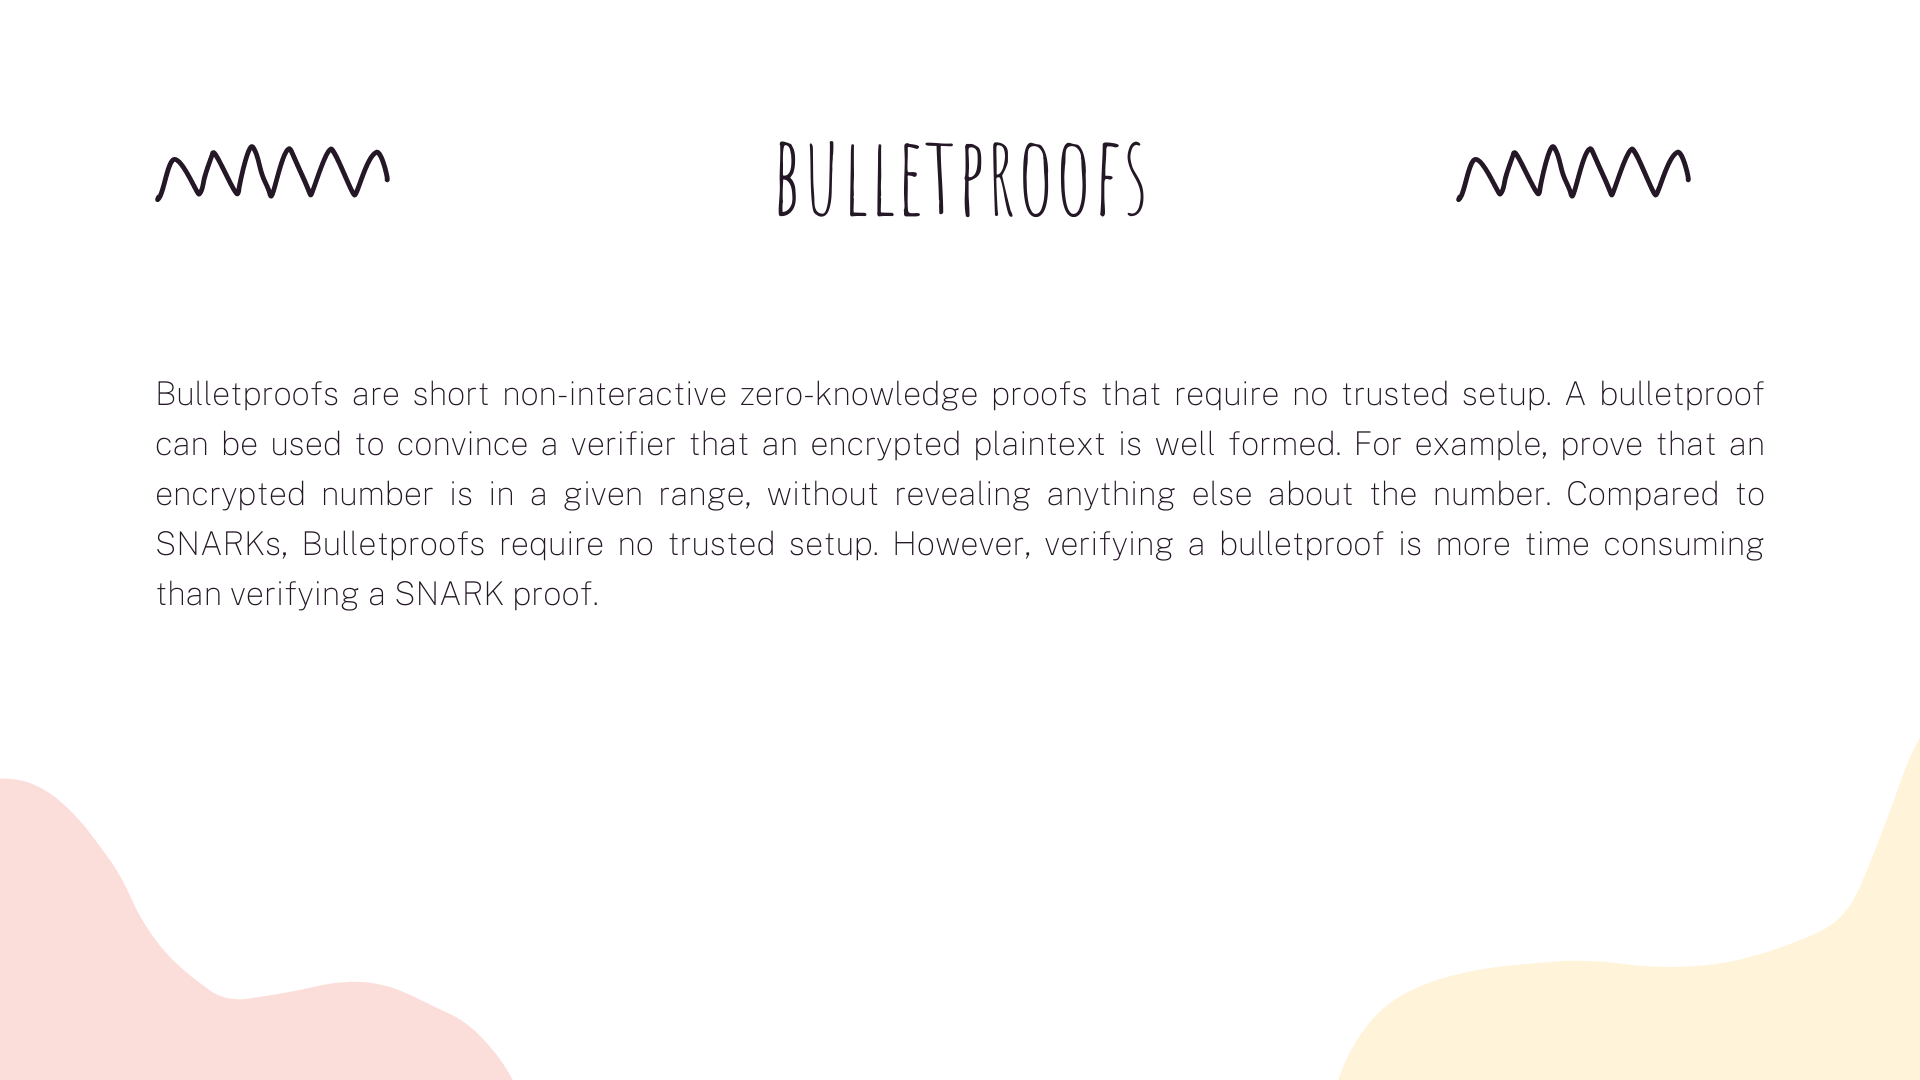 BULLETPROOFS
Bulletproofs are short non-interactive zero-knowledge proofs that require no trusted setup. A bulletproof
can be used to convince a verifier that an encrypted plaintext is well formed. For example, prove that an
encrypted number is in a given range, without revealing anything else about the number. Compared to
SNARKs, Bulletproofs require no trusted setup. However, verifying a bulletproof is more time consuming
than verifying a SNARK proof.